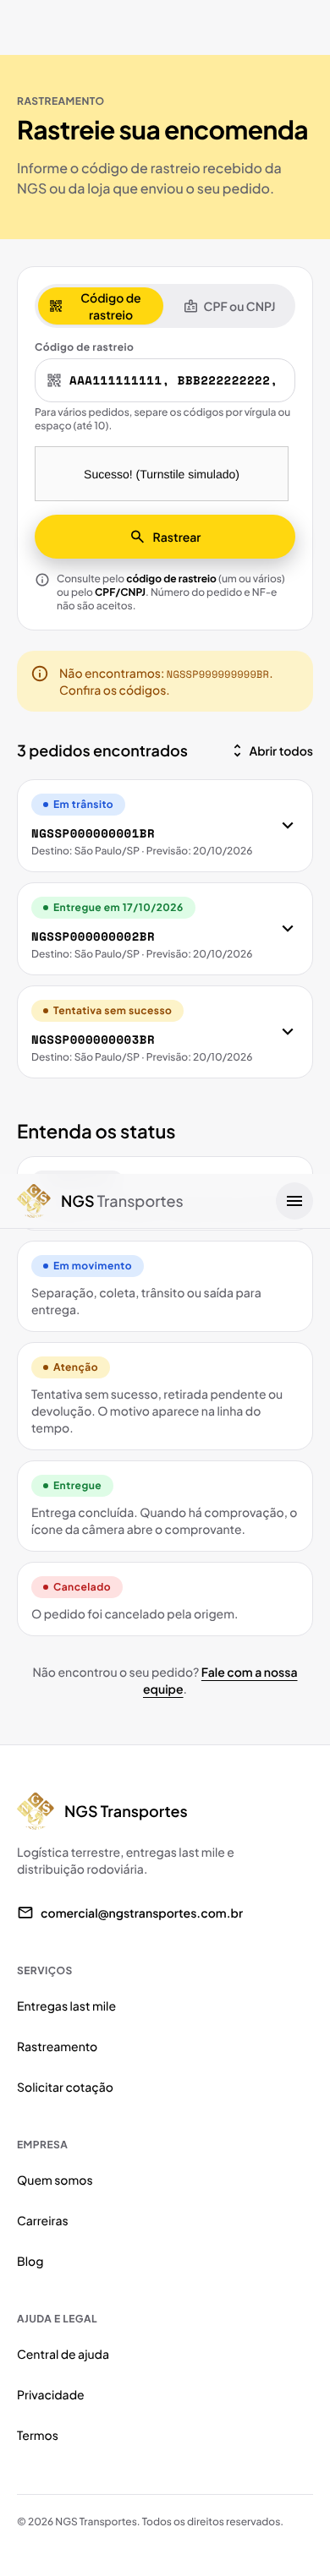 RASTREAMENTO
Rastreie sua encomenda
Informe o código de rastreio recebido da
NGS ou da loja que enviou o seu pedido.
Código de
rastreio
CPF ou CNPJ
Código de rastreio
AAA111111111, BBB222222222,
Para vários pedidos, separe os códigos por vírgula ou
espaço (até 10).
Sucesso! (Turnstile simulado)
Rastrear
Consulte pelo código de rastreio (um ou vários)
ou pelo CPF/CNPJ. Número do pedido e NF-e
não são aceitos.
Não encontramos: NGSSP999999999BR.
Confira os códigos.
3 pedidos encontrados
Abrir todos
Em trânsito
NGSSP000000001BR
Destino: São Paulo/SP · Previsão: 20/10/2026
Entregue em 17/10/2026
NGSSP000000002BR
Destino: São Paulo/SP · Previsão: 20/10/2026
Tentativa sem sucesso
NGSSP000000003BR
Destino: São Paulo/SP · Previsão: 20/10/2026
Entenda os status
NGS Transportes
Em movimento
Separação, coleta, trânsito ou saída para
entrega.
Atenção
Tentativa sem sucesso, retirada pendente ou
devolução. O motivo aparece na linha do
tempo.
Entregue
Entrega concluída. Quando há comprovação, o
ícone da câmera abre o comprovante.
Cancelado
O pedido foi cancelado pela origem.
Não encontrou o seu pedido? Fale com a nossa
equipe.
NGS Transportes
Logística terrestre, entregas last mile e
distribuição rodoviária.
comercial@ngstransportes.com.br
SERVIÇOS
Entregas last mile
Rastreamento
Solicitar cotação
EMPRESA
Quem somos
Carreiras
Blog
AJUDA E LEGAL
Central de ajuda
Privacidade
Termos
© 2026 NGS Transportes. Todos os direitos reservados.